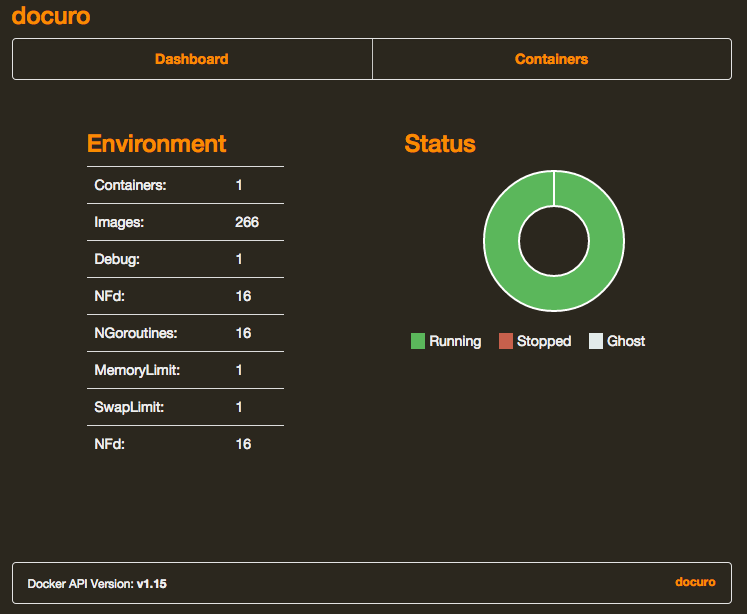 docuro
Dashboard Containers
Environment
Containers: 1
Images: 266
Debug: 1
NFd: 16
NGoroutines: 16
MemoryLimit: 1
SwapLimit: 1
NFd: 16
Status
Running Stopped Ghost
Docker API Version: v1.15 docuro